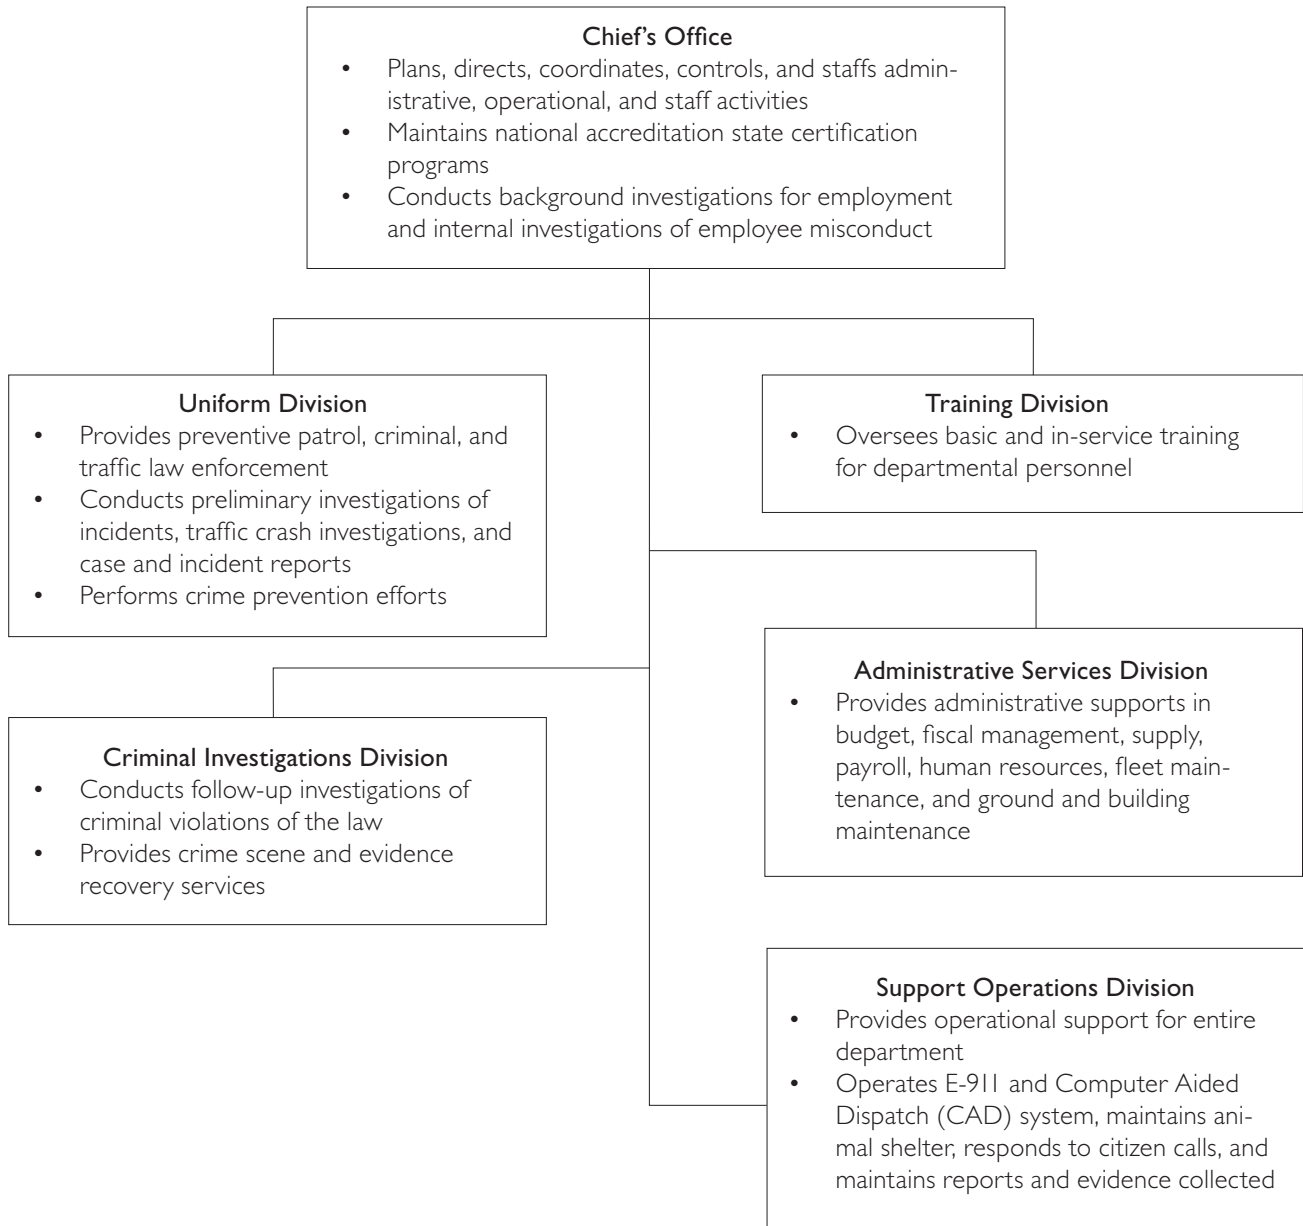 Chief's Office
• Plans, directs, coordinates, controls, and staffs admin-
istrative, operational, and staff activities
• Maintains national accreditation state certification
programs
• Conducts background investigations for employment
and internal investigations of employee misconduct
Uniform Division
• Provides preventive patrol, criminal, and
traffic law enforcement
• Conducts preliminary investigations of
incidents, traffic crash investigations, and
case and incident reports
• Performs crime prevention efforts
Training Division
• Oversees basic and in-service training
for departmental personnel
Criminal Investigations Division
• Conducts follow-up investigations of
criminal violations of the law
• Provides crime scene and evidence
recovery services
Administrative Services Division
• Provides administrative supports in
budget, fiscal management, supply,
payroll, human resources, fleet main-
tenance, and ground and building
maintenance
Support Operations Division
• Provides operational support for entire
department
• Operates E-911 and Computer Aided
Dispatch (CAD) system, maintains ani-
mal shelter, responds to citizen calls, and
maintains reports and evidence collected